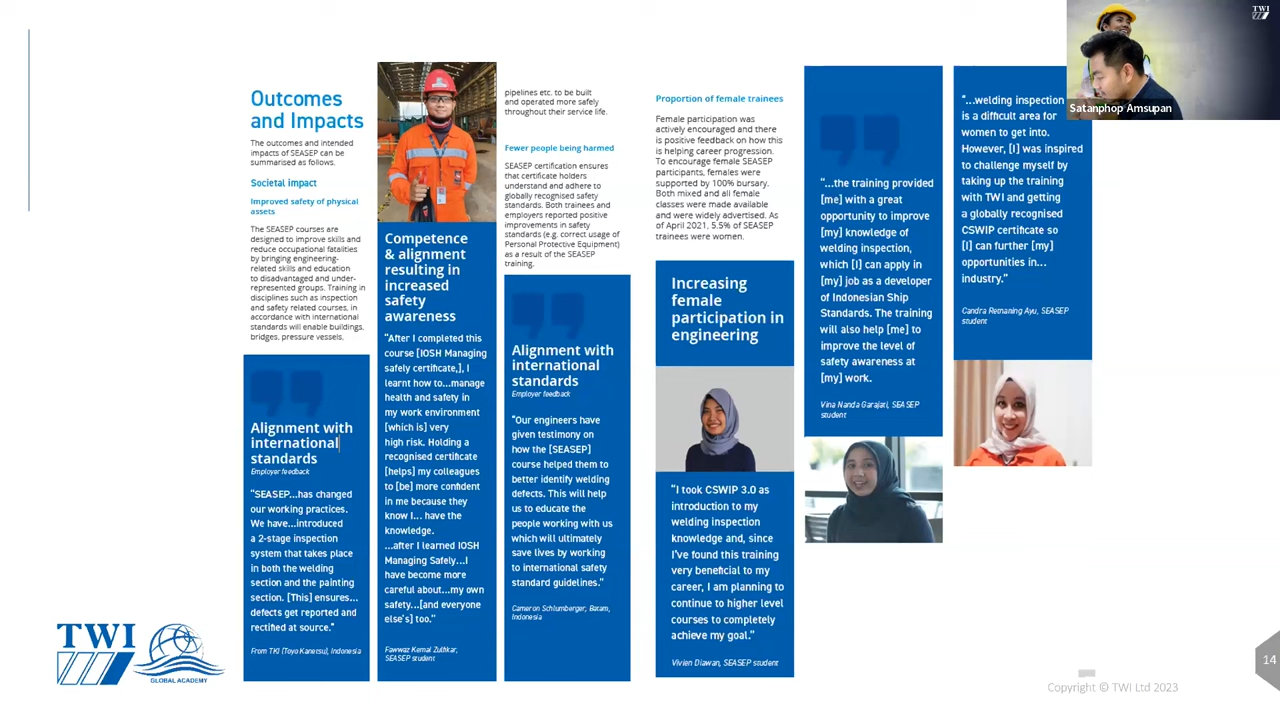 Outcomes
and Impacts
The outcomes and intended
impacts of SEASEP can be
summarised as follows.
Societal impact
Improved safety of physical
assets
The SEASEP courses are
designed to improve skills and
reduce occupational fatalities
by bringing engineering-
related skills and education
to disadvantaged and under-
represented groups. Training in
disciplines such as inspection
and safety related courses, in
accordance with international
standards will enable buildings,
bridges, pressure vessels,
Alignment with
international
standards
Employer feedback
“SEASEP...has changed
our working practices.
We have...introduced
a 2-stage inspection
system that takes place
in both the welding
section and the painting
section. [This] ensures...
defects get reported and
rectified at source.”
From TKI (Toyo Kanetsu), Indonesia
Competence
& alignment
resulting in
increased
safety
awareness
“After I completed this
course [IOSH Managing
safely certificate,], I
learnt how to...manage
health and safety in
my work environment
[which is] very
high risk. Holding a
recognised certificate
[helps] my colleagues
to [be] more confident
in me because they
know I... have the
knowledge.
...after I learned IOSH
Managing Safely...I
have become more
careful about...my own
safety...[and everyone
else's] too.”
Fawwaz Kemal Zulfikar,
SEASEP student
pipelines etc. to be built
and operated more safely
throughout their service life.
Fewer people being harmed
SEASEP certification ensures
that certificate holders
understand and adhere to
globally recognised safety
standards. Both trainees and
employers reported positive
improvements in safety
standards (e.g. correct usage of
Personal Protective Equipment)
as a result of the SEASEP
training.
Alignment with
international
standards
Employer feedback
“Our engineers have
given testimony on
how the [SEASEP]
course helped them to
better identify welding
defects. This will help
us to educate the
people working with us
which will ultimately
save lives by working
to international safety
standard guidelines.”
Cameron Schlumberger, Batam,
Indonesia
Proportion of female trainees
Female participation was
actively encouraged and there
is positive feedback on how this
is helping career progression.
To encourage female SEASEP
participants, females were
supported by 100% bursary.
Both mixed and all female
classes were made available
and were widely advertised. As
of April 2021, 5.5% of SEASEP
trainees were women.
Increasing
female
participation in
engineering
“I took CSWIP 3.0 as
introduction to my
welding inspection
knowledge and, since
I've found this training
very beneficial to my
career, I am planning to
continue to higher level
courses to completely
achieve my goal.”
Vivien Diawan, SEASEP student
“...the training provided
[me] with a great
opportunity to improve
[my] knowledge of
welding inspection,
which [I] can apply in
[my] job as a developer
of Indonesian Ship
Standards. The training
will also help [me] to
improve the level of
safety awareness at
[my] work.
Vina Nanda Garajati, SEASEP
student
“...welding inspection
is a difficult area for
women to get into.
However, [I] was inspired
to challenge myself by
taking up the training
with TWI and getting
a globally recognised
CSWIP certificate so
[I] can further [my]
opportunities in...
industry.”
Candra Retnaning Ayu, SEASEP
student
TWI
Satanphop Amsupan
TWI
GLOBAL ACADEMY
14
Copyright © TWI Ltd 2023